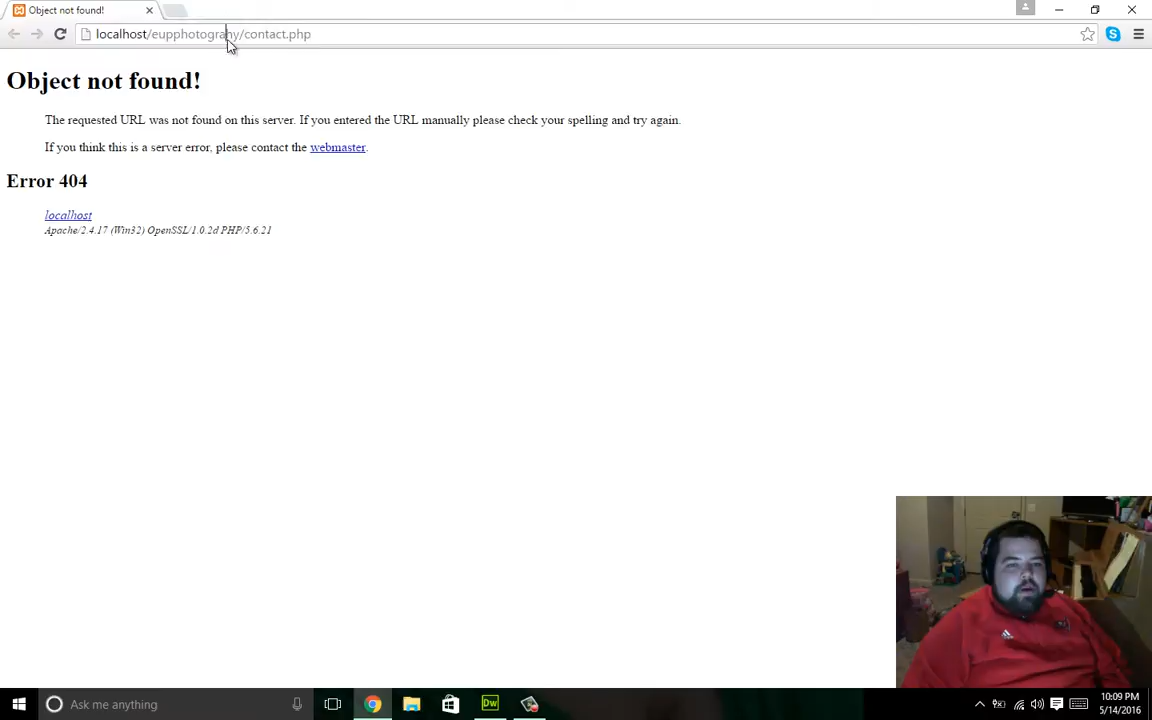 Object not found!
localhost/eupphotograhy/contact.php
Object not found!
The requested URL was not found on this server. If you entered the URL manually please check your spelling and try again.
If you think this is a server error, please contact the webmaster.
Error 404
localhost
Apache/2.4.17 (Win32) OpenSSL/1.0.2d PHP/5.6.21
Ask me anything
Dw
10:09 PM
5/14/2016